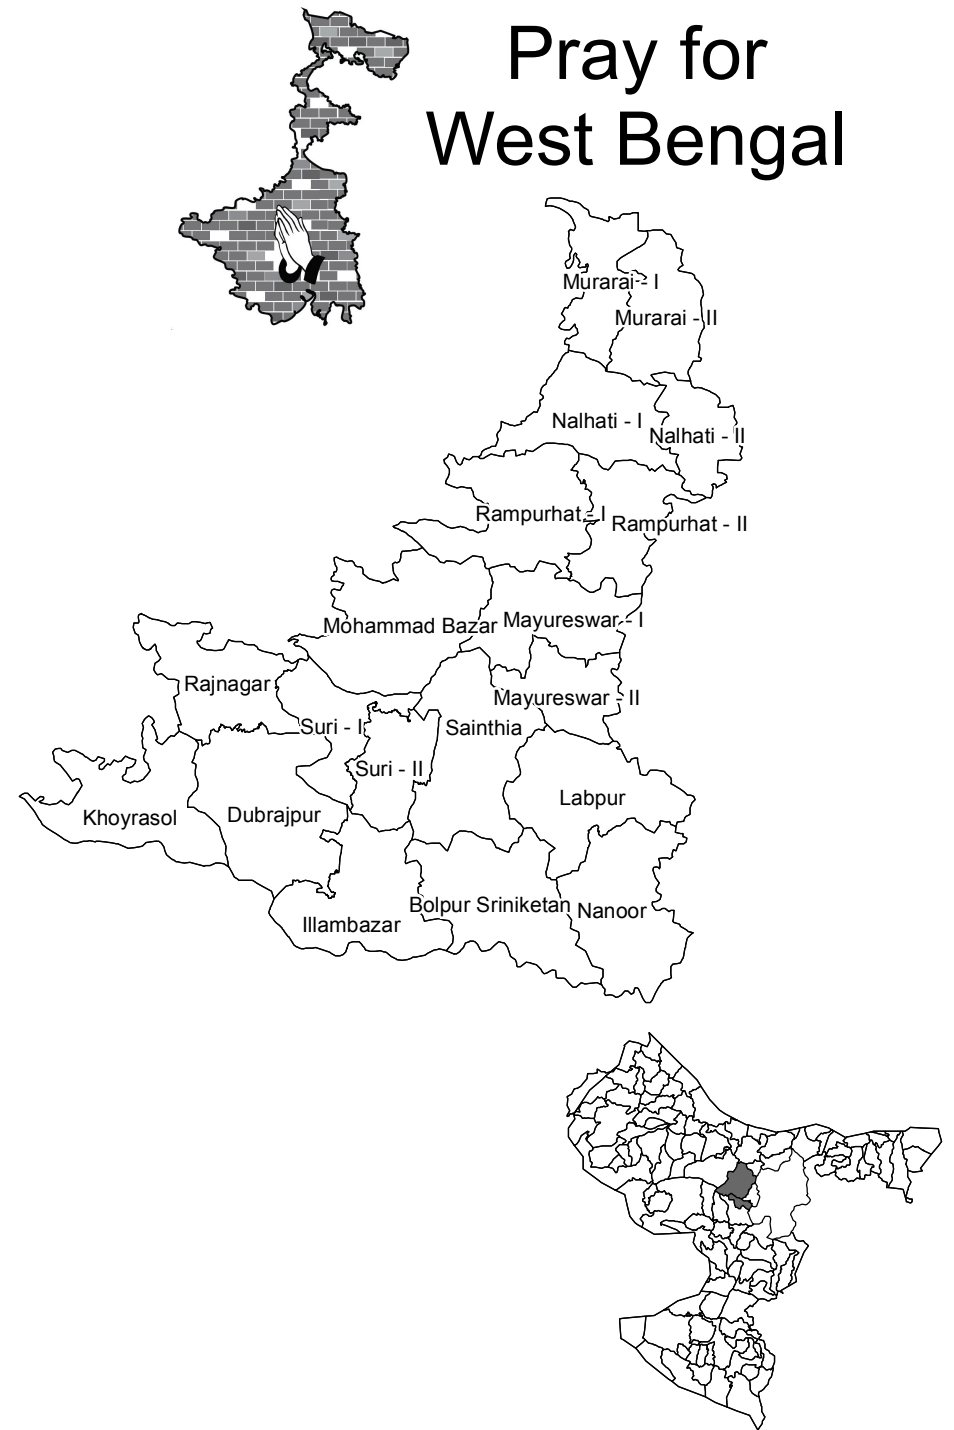 Pray for
West Bengal
Murarai - I
Murarai - II
Nalhati - I
Nalhati - II
Rampurhat - I
Rampurhat - II
Mohammad Bazar
Mayureswar - I
Rajnagar
Mayureswar - II
Suri - I
Sainthia
Suri - II
Labpur
Khoyrasol
Dubrajpur
Bolpur Sriniketan
Nanoor
Illambazar